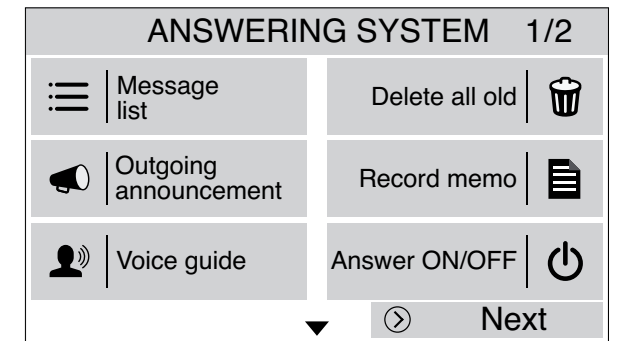 ANSWERING SYSTEM 1/2
Message
list
Delete all old
Outgoing
announcement
Record memo
Voice guide
Answer ON/OFF
Next